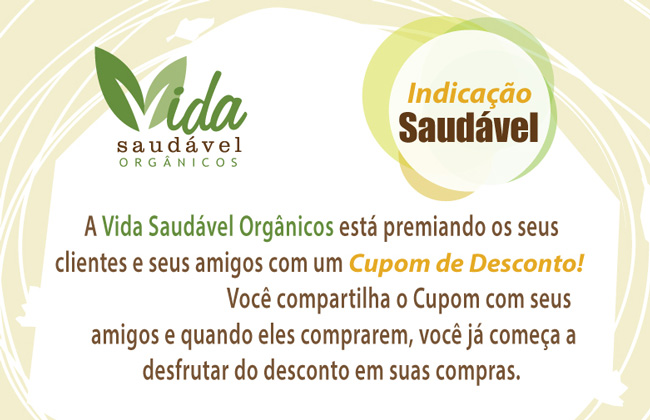 Vida
saudável
ORGÂNICOS
Indicação
Saudável
A Vida Saudável Orgânicos está premiando os seus
clientes e seus amigos com um Cupom de Desconto!
Você compartilha o Cupom com seus
amigos e quando eles comprarem, você já começa a
desfrutar do desconto em suas compras.